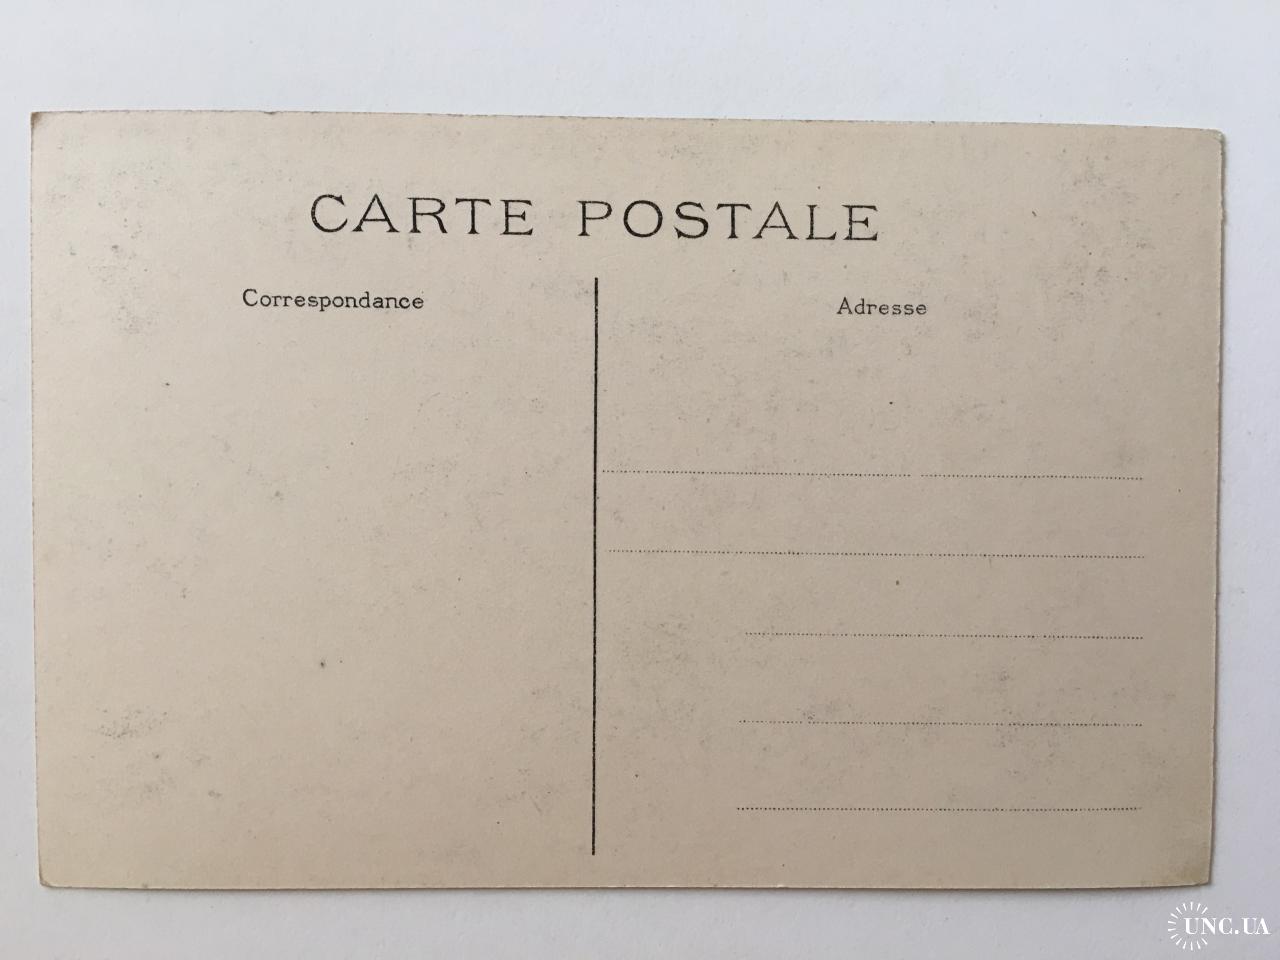 CARTE POSTALE
Correspondance
Adresse
UNC.UA